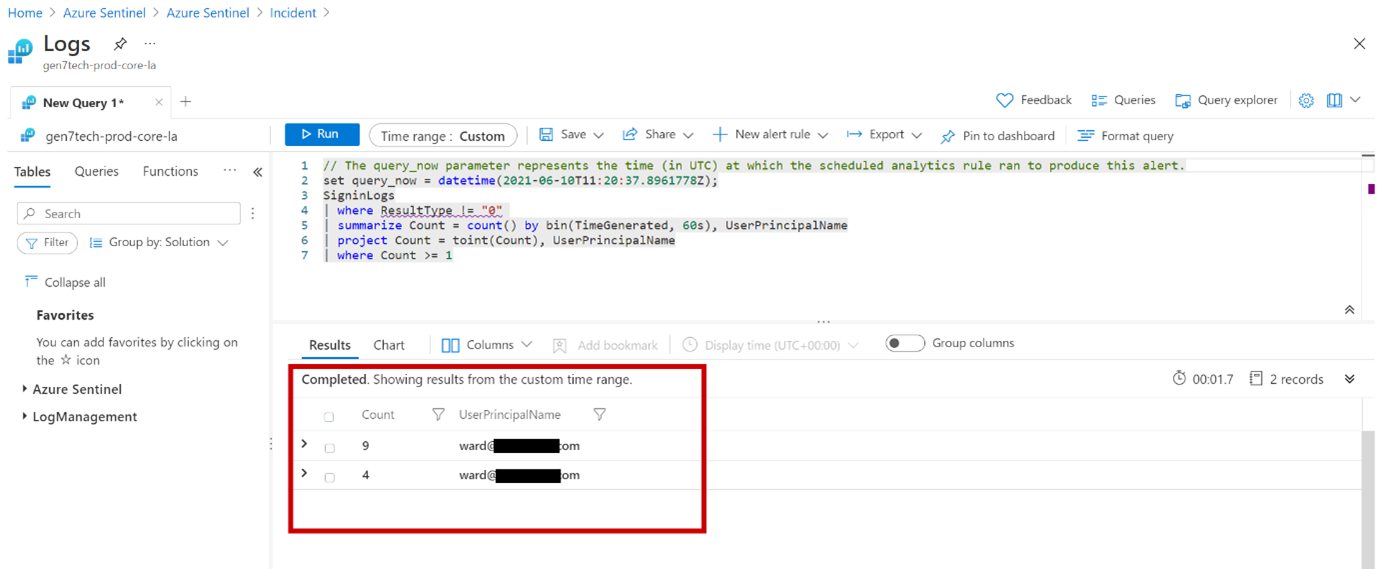 Home > Azure Sentinel > Azure Sentinel > Incident >
Logs ...
gen7tech-prod-core-la
New Query 1*
Feedback Queries Query explorer
gen7tech-prod-core-la
Run Time range : Custom Save Share New alert rule Export Pin to dashboard Format query
Tables Queries Functions ...
Search
Filter Group by: Solution
Collapse all
Favorites
You can add favorites by clicking on
the ☆ icon
Azure Sentinel
LogManagement
1 // The query_now parameter represents the time (in UTC) at which the scheduled analytics rule ran to produce this alert.
2 set query_now = datetime(2021-06-10T11:20:37.8961778Z);
3 SigninLogs
4 | where ResultType != "0"
5 | summarize Count = count() by bin(TimeGenerated, 60s), UserPrincipalName
6 | project Count = toint(Count), UserPrincipalName
7 | where Count >= 1
Results Chart Columns Add bookmark Display time (UTC+00:00) Group columns
Completed. Showing results from the custom time range. 00:01.7 2 records
Count UserPrincipalName
9 ward@ com
4 ward@ om